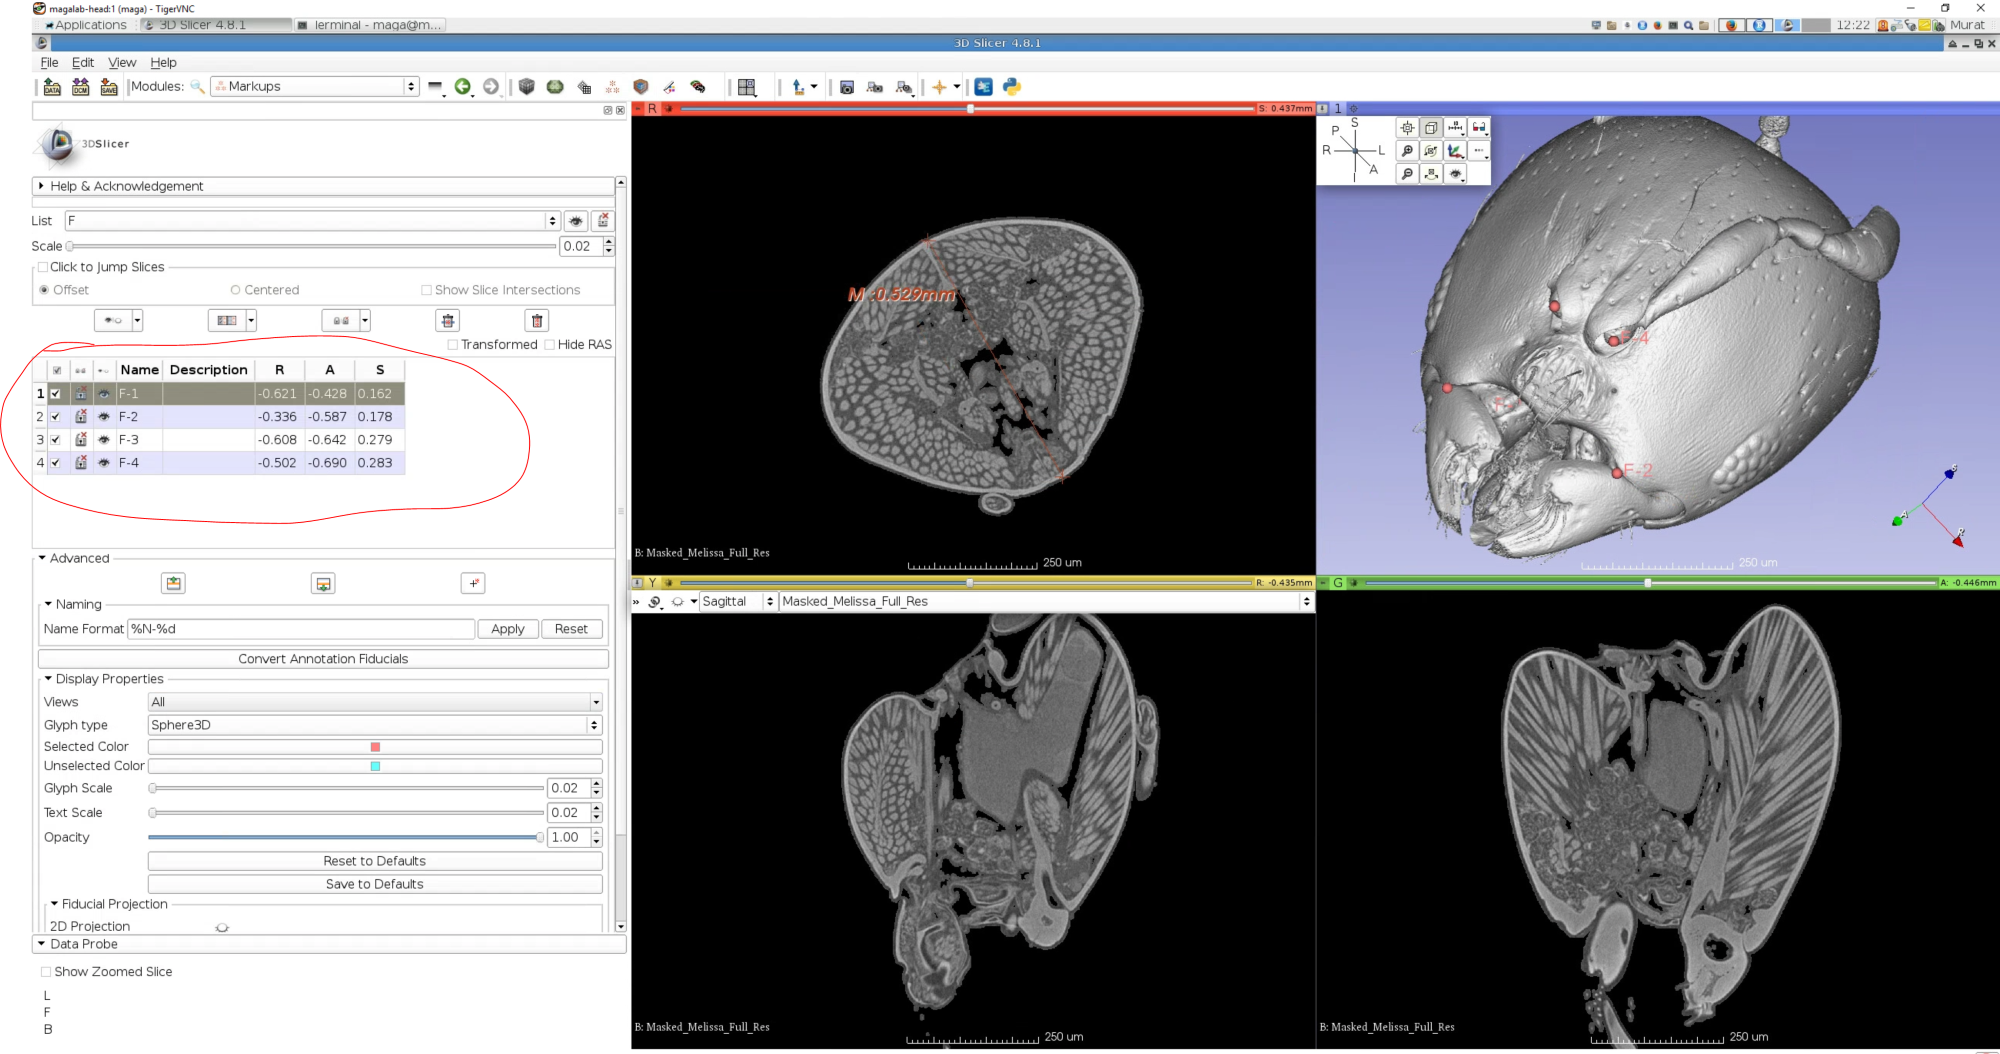 magalab-head:1 (maga) - TigerVNC
Applications 3D Slicer 4.8.1 Terminal - maga@m... 12:22 Murat
3D Slicer 4.8.1
File Edit View Help
DATA DCM SAVE Modules: Markups
R S: 0.437mm 1
3DSlicer
Help & Acknowledgement
List F
Scale 0.02
Click to Jump Slices
Offset Centered Show Slice Intersections
Transformed Hide RAS
Name Description R A S
1 F-1 -0.621 -0.428 0.162
2 F-2 -0.336 -0.587 0.178
3 F-3 -0.608 -0.642 0.279
4 F-4 -0.502 -0.690 0.283
Advanced
Naming
Name Format %N-%d Apply Reset
Convert Annotation Fiducials
Display Properties
Views All
Glyph type Sphere3D
Selected Color
Unselected Color
Glyph Scale 0.02
Text Scale 0.02
Opacity 1.00
Reset to Defaults
Save to Defaults
Fiducial Projection
2D Projection
Data Probe
Show Zoomed Slice
L
F
B
M :0.529mm
B: Masked_Melissa_Full_Res
250 um
S
P
R L
A
I
F-4
F-2
S
A
R
250 um
Y R: -0.435mm
Sagittal Masked_Melissa_Full_Res
B: Masked_Melissa_Full_Res
250 um
G A: -0.446mm
B: Masked_Melissa_Full_Res
250 um